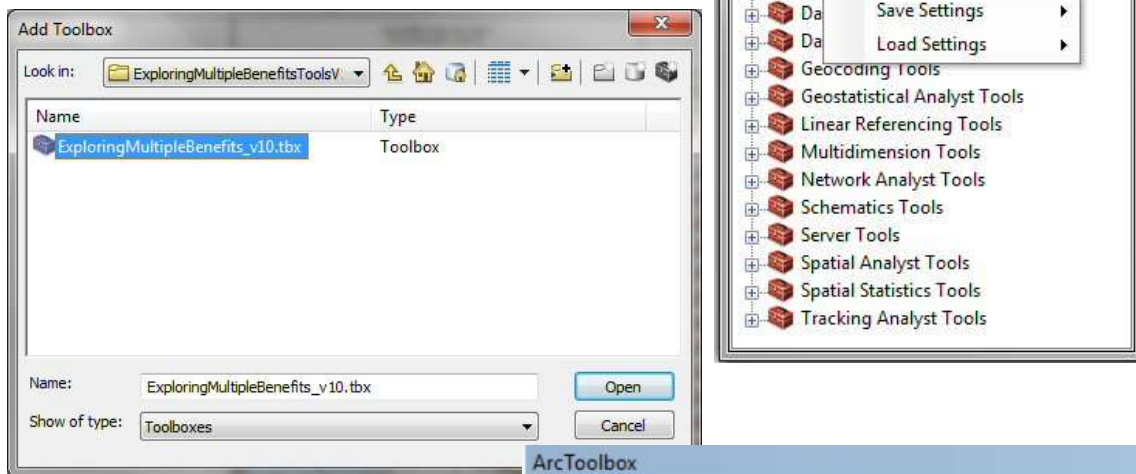 Add Toolbox
Look in:
ExploringMultipleBenefitsToolsV
Name
Type
ExploringMultipleBenefits_v10.tbx
Toolbox
Name:
ExploringMultipleBenefits_v10.tbx
Open
Show of type:
Toolboxes
Cancel
Da
Save Settings
Da
Load Settings
Geocoding Tools
Geostatistical Analyst Tools
Linear Referencing Tools
Multidimension Tools
Network Analyst Tools
Schematics Tools
Server Tools
Spatial Analyst Tools
Spatial Statistics Tools
Tracking Analyst Tools
ArcToolbox